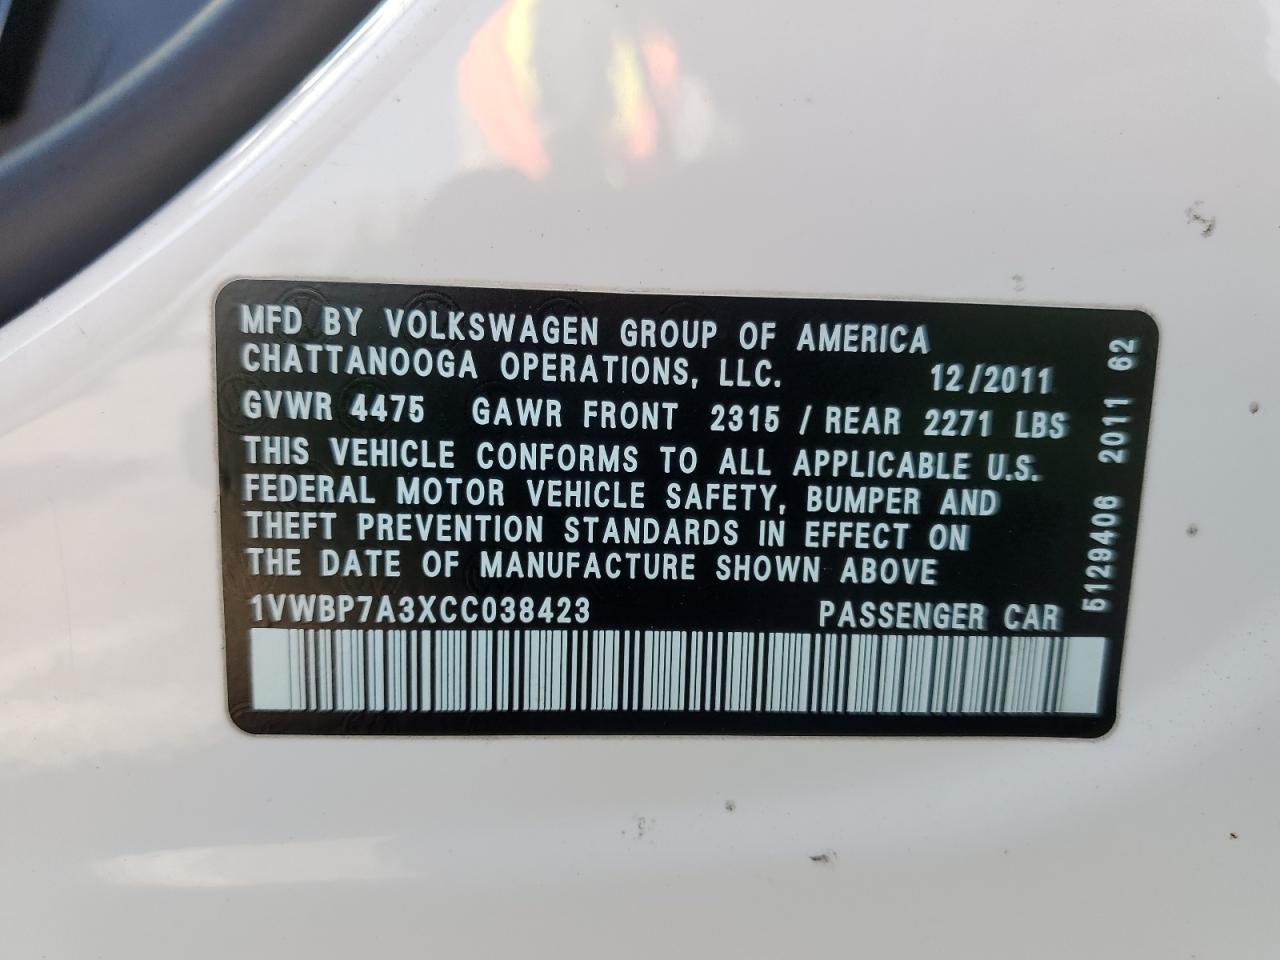 MFD BY VOLKSWAGEN GROUP OF AMERICA
CHATTANOOGA OPERATIONS, LLC. 12/2011
GVWR 4475 GAWR FRONT 2315 / REAR 2271 LBS
THIS VEHICLE CONFORMS TO ALL APPLICABLE U.S.
FEDERAL MOTOR VEHICLE SAFETY, BUMPER AND
THEFT PREVENTION STANDARDS IN EFFECT ON
THE DATE OF MANUFACTURE SHOWN ABOVE
1VWBP7A3XCC038423 PASSENGER CAR
5129406 2011 62